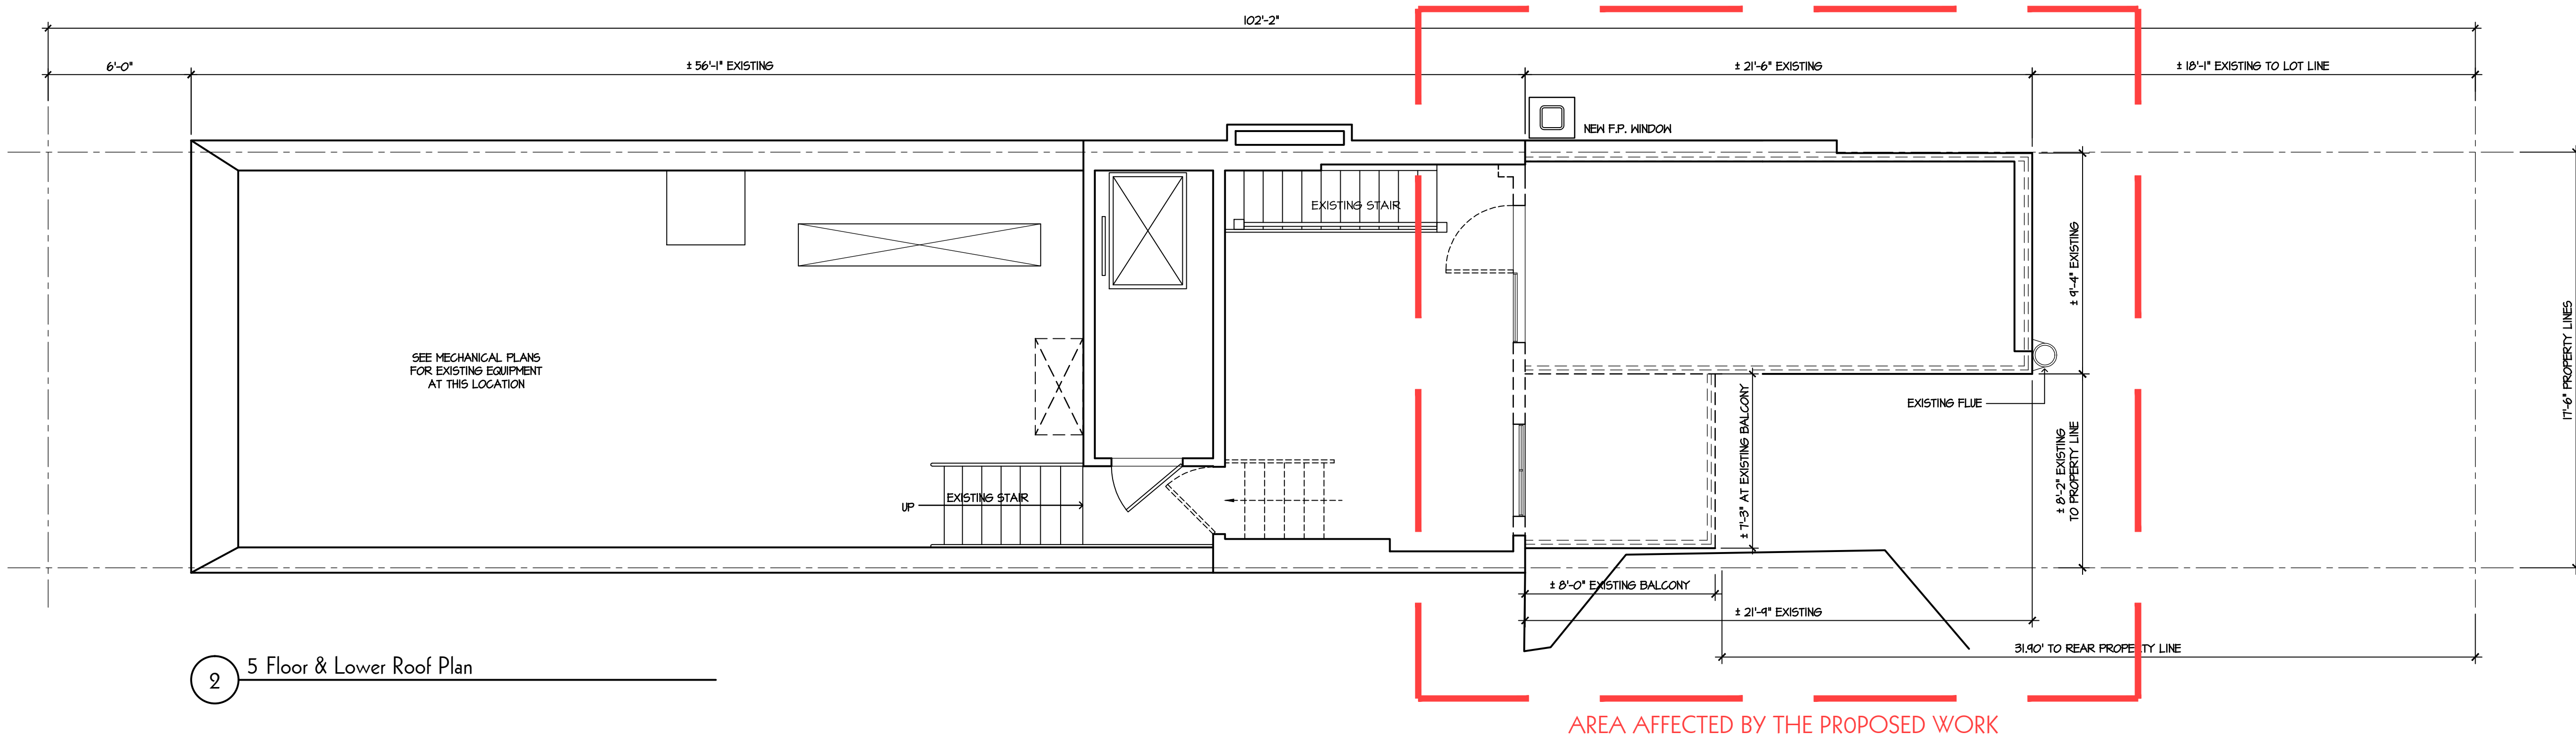 102'-2"
6'-0"
± 56'-1" EXISTING
± 21'-6" EXISTING
± 18'-1" EXISTING TO LOT LINE
NEW F.P. WINDOW
EXISTING STAIR
± 9'-4" EXISTING
17'-6" PROPERTY LINES
SEE MECHANICAL PLANS
FOR EXISTING EQUIPMENT
AT THIS LOCATION
EXISTING FLUE
± 7'-3" AT EXISTING BALCONY
± 8'-2" EXISTING
TO PROPERTY LINE
UP
EXISTING STAIR
± 8'-0" EXISTING BALCONY
± 21'-9" EXISTING
31.90' TO REAR PROPERTY LINE
2
5 Floor & Lower Roof Plan
AREA AFFECTED BY THE PR0POSED WORK